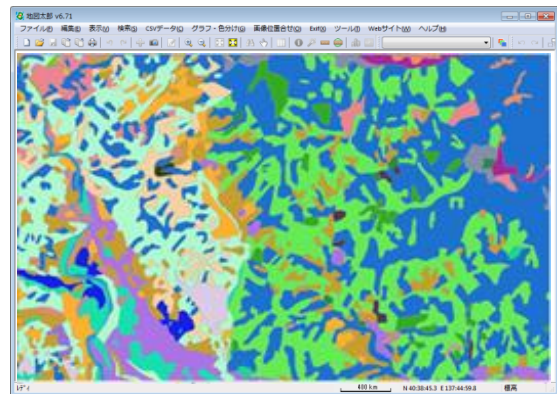 地図太郎 v6.71
ファイル(F) 編集(E) 表示(V) 検索(S) CSVデータ(C) グラフ・色分け(G) 画像位置合せ(O) Exif(X) ツール(T) Webサイト(W) ヘルプ(H)
ﾚﾃﾞｨ 400 km N 40:38:45.3 E 137:44:59.8 標高